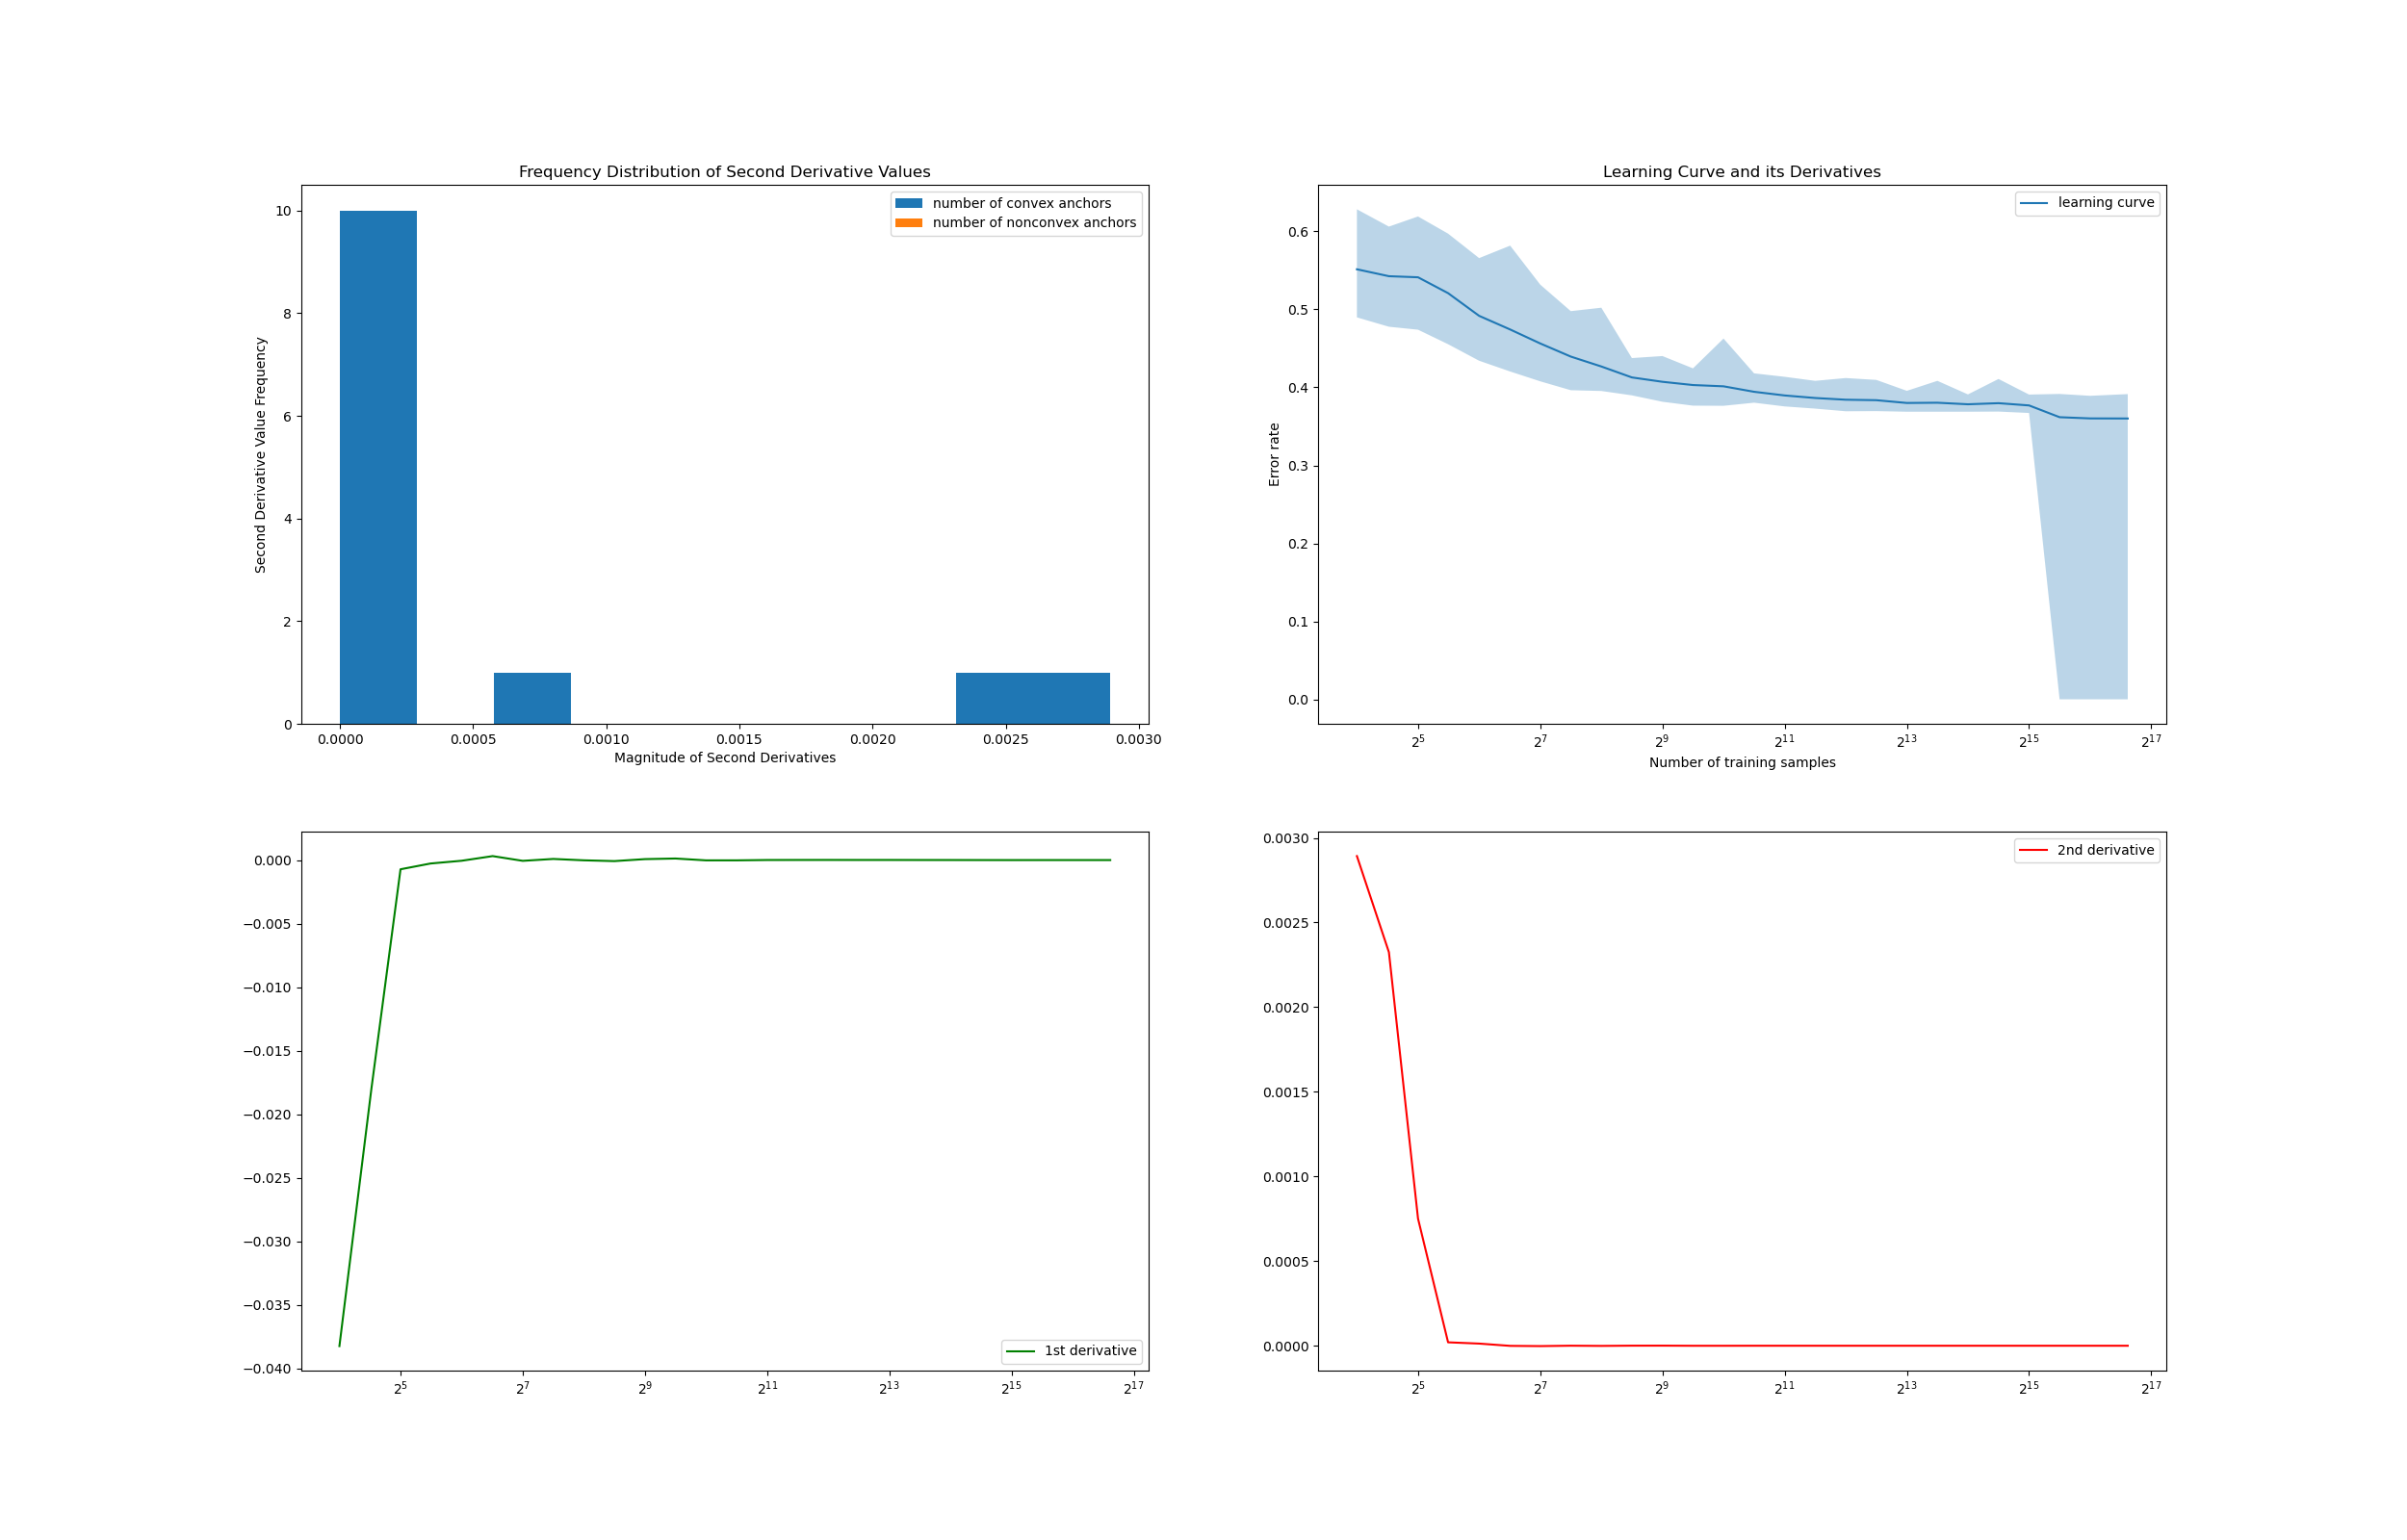 Frequency Distribution of Second Derivative Values
number of convex anchors
number of nonconvex anchors
Second Derivative Value Frequency
10
8
6
4
2
0
0.0000 0.0005 0.0010 0.0015 0.0020 0.0025 0.0030
Magnitude of Second Derivatives
Learning Curve and its Derivatives
learning curve
Error rate
0.6
0.5
0.4
0.3
0.2
0.1
0.0
2^5 2^7 2^9 2^11 2^13 2^15 2^17
Number of training samples
0.000
−0.005
−0.010
−0.015
−0.020
−0.025
−0.030
−0.035
−0.040
1st derivative
2^5 2^7 2^9 2^11 2^13 2^15 2^17
0.0030
2nd derivative
0.0025
0.0020
0.0015
0.0010
0.0005
0.0000
2^5 2^7 2^9 2^11 2^13 2^15 2^17